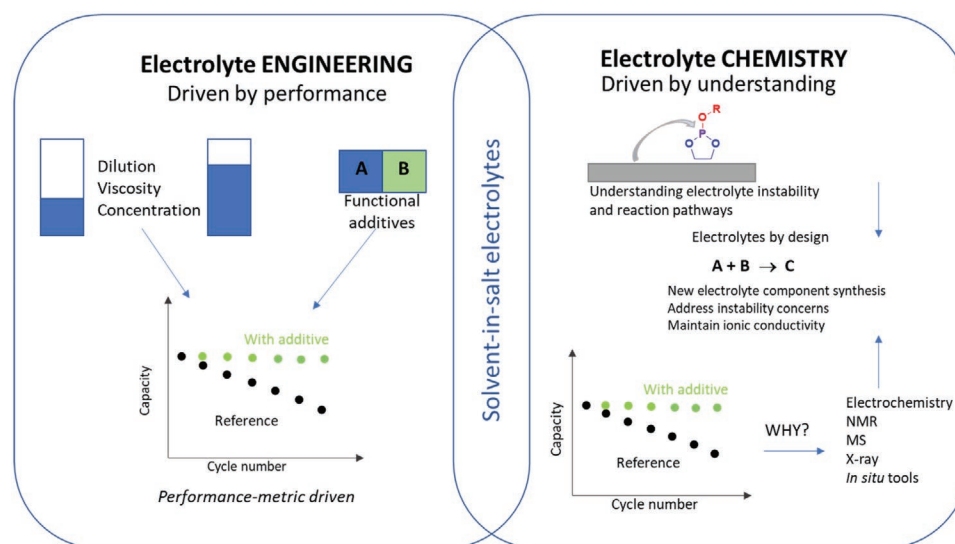 Electrolyte ENGINEERING
Driven by performance
Dilution
Viscosity
Concentration
A B
Functional
additives
With additive
Reference
Capacity
Cycle number
Performance-metric driven
Solvent-in-salt electrolytes
Electrolyte CHEMISTRY
Driven by understanding
R
O
P
O O
Understanding electrolyte instability
and reaction pathways
Electrolytes by design
A + B → C
New electrolyte component synthesis
Address instability concerns
Maintain ionic conductivity
With additive
Reference
Capacity
Cycle number
WHY?
Electrochemistry
NMR
MS
X-ray
In situ tools